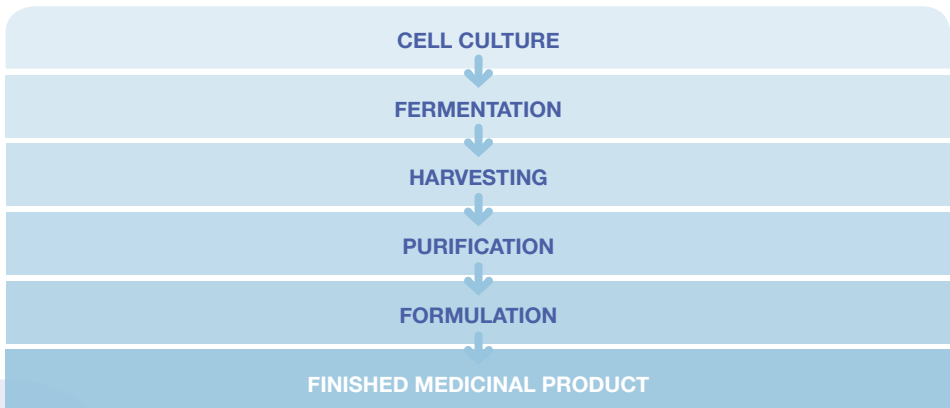 CELL CULTURE
FERMENTATION
HARVESTING
PURIFICATION
FORMULATION
FINISHED MEDICINAL PRODUCT